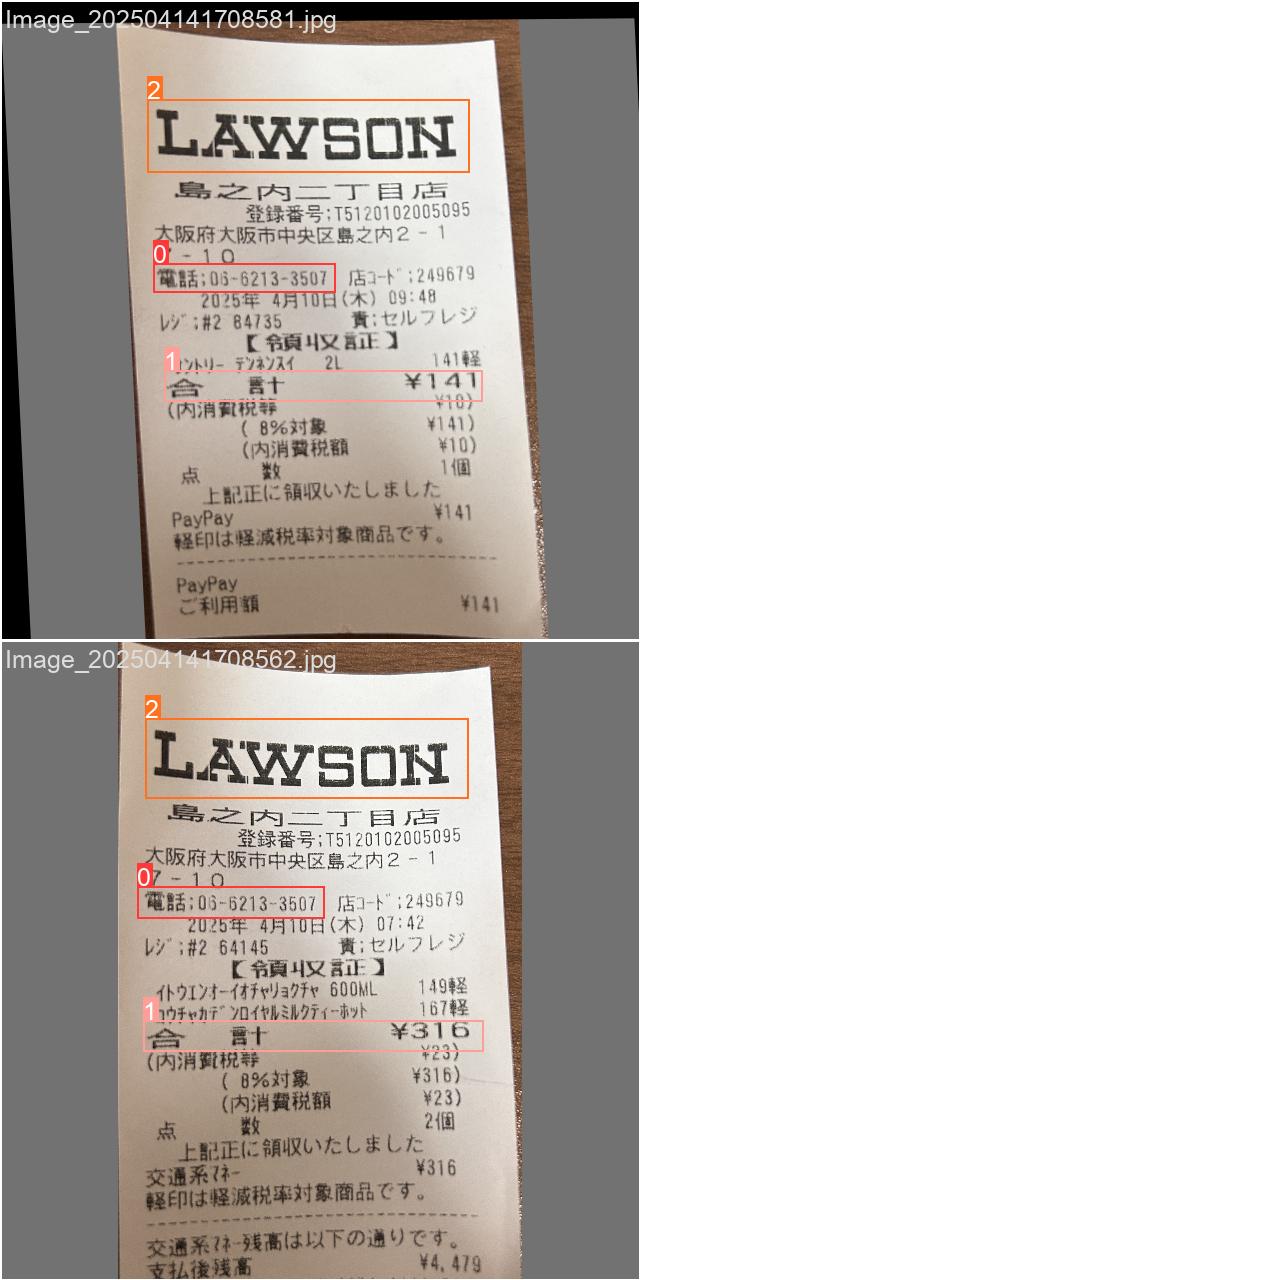 Image_202504141708581.jpg
2
LAWSON
島之内二丁目店
登録番号;T5120102005095
大阪府大阪市中央区島之内2-1
0
-10
電話;06-6213-3507 店コード;249679
2025年 4月10日(木) 09:48
レジ;#2 84735 責;セルフレジ
【領収証】
1
ントリー テンネンスイ 2L 141軽
合 計 ¥141
(内消費税等 ¥10)
( 8%対象 ¥141)
(内消費税額 ¥10)
点 数 1個
上記正に領収いたしました
PayPay ¥141
軽印は軽減税率対象商品です。
PayPay
ご利用額 ¥141
Image_202504141708562.jpg
2
LAWSON
島之内二丁目店
登録番号;T5120102005095
大阪府大阪市中央区島之内2-1
0
7-10
電話;06-6213-3507 店コード;249679
2025年 4月10日(木) 07:42
レジ;#2 64145 責;セルフレジ
【領収証】
イトウエンオーイオチャリョクチャ 600ML 149軽
1
コウチャカデンロイヤルミルクティーホット 167軽
合 計 ¥316
(内消費税等 ¥23)
( 8%対象 ¥316)
(内消費税額 ¥23)
点 数 2個
上記正に領収いたしました
交通系マネー ¥316
軽印は軽減税率対象商品です。
交通系マネー残高は以下の通りです。
支払後残高 ¥4,479